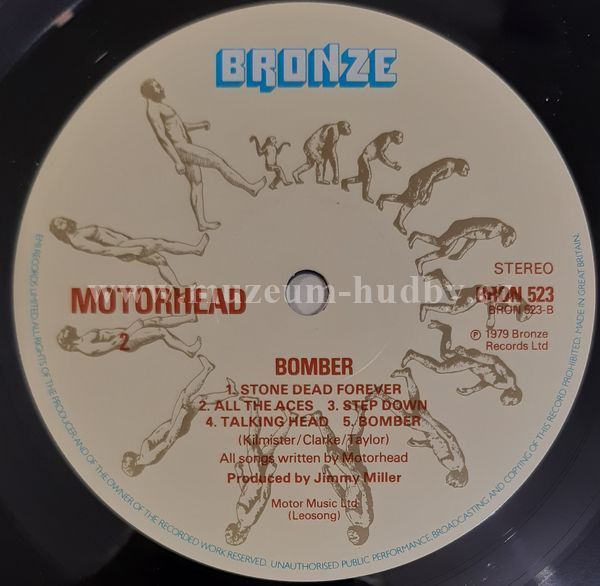 BRONZE
STEREO
MOTORHEAD
BRON 523
BRON 523-B
2
℗ 1979 Bronze
Records Ltd
BOMBER
1. STONE DEAD FOREVER
2. ALL THE ACES 3. STEP DOWN
4. TALKING HEAD 5. BOMBER
(Kilmister/Clarke/Taylor)
All songs written by Motorhead
Produced by Jimmy Miller
Motor Music Ltd
(Leosong)
EMI RECORDS LIMITED. ALL RIGHTS OF THE PRODUCER AND OF THE OWNER OF THE RECORDED WORK RESERVED. UNAUTHORISED PUBLIC PERFORMANCE, BROADCASTING AND COPYING OF THIS RECORD PROHIBITED. MADE IN GREAT BRITAIN.